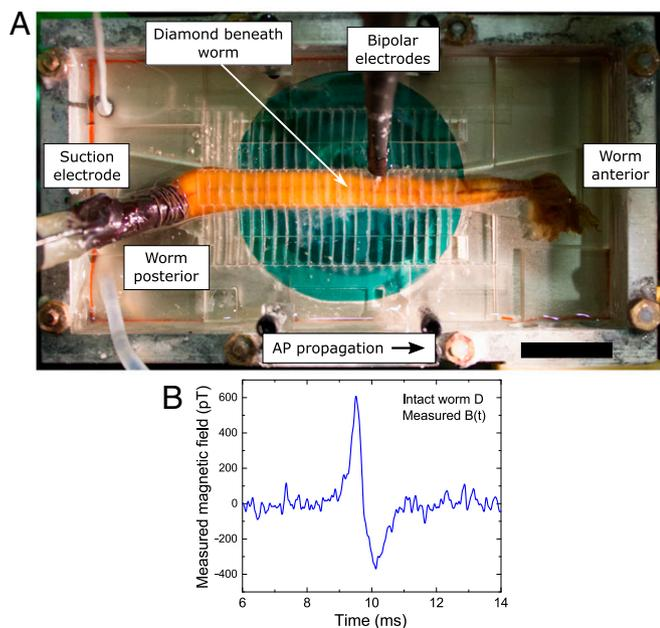 A
Diamond beneath
worm
Bipolar
electrodes
Suction
electrode
Worm
anterior
Worm
posterior
AP propagation
B
Intact worm D
Measured B(t)
Measured magnetic field (pT)
600
400
200
0
-200
-400
6
8
10
12
14
Time (ms)